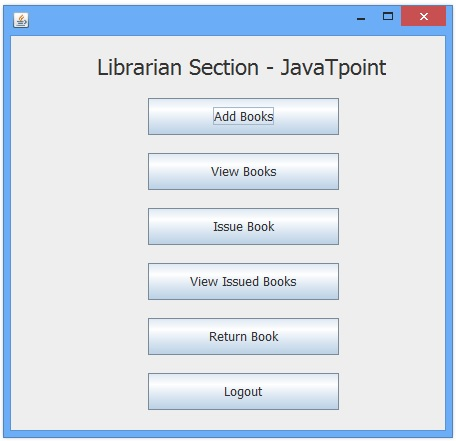 Librarian Section - JavaTpoint
Add Books
View Books
Issue Book
View Issued Books
Return Book
Logout